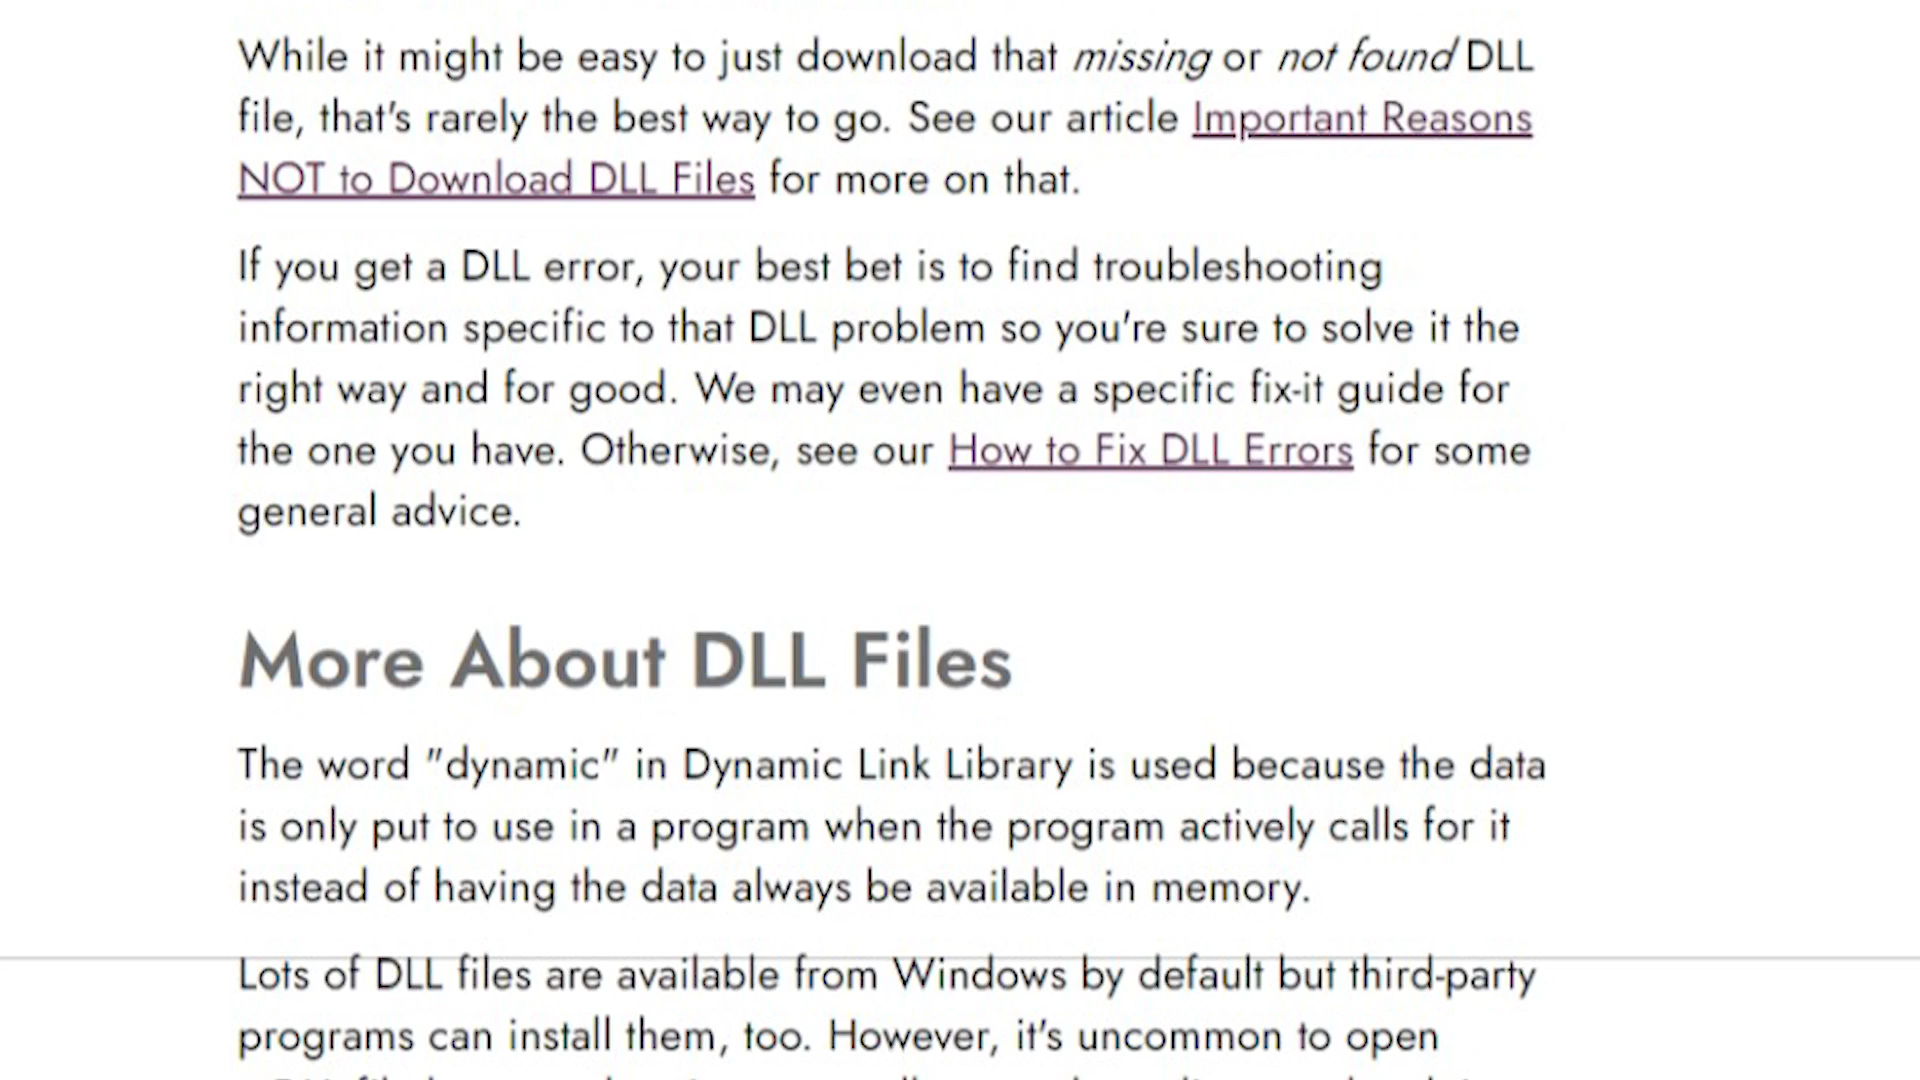 While it might be easy to just download that missing or not found DLL
file, that's rarely the best way to go. See our article Important Reasons
NOT to Download DLL Files for more on that.
If you get a DLL error, your best bet is to find troubleshooting
information specific to that DLL problem so you're sure to solve it the
right way and for good. We may even have a specific fix-it guide for
the one you have. Otherwise, see our How to Fix DLL Errors for some
general advice.
More About DLL Files
The word "dynamic" in Dynamic Link Library is used because the data
is only put to use in a program when the program actively calls for it
instead of having the data always be available in memory.
Lots of DLL files are available from Windows by default but third-party
programs can install them, too. However, it's uncommon to open